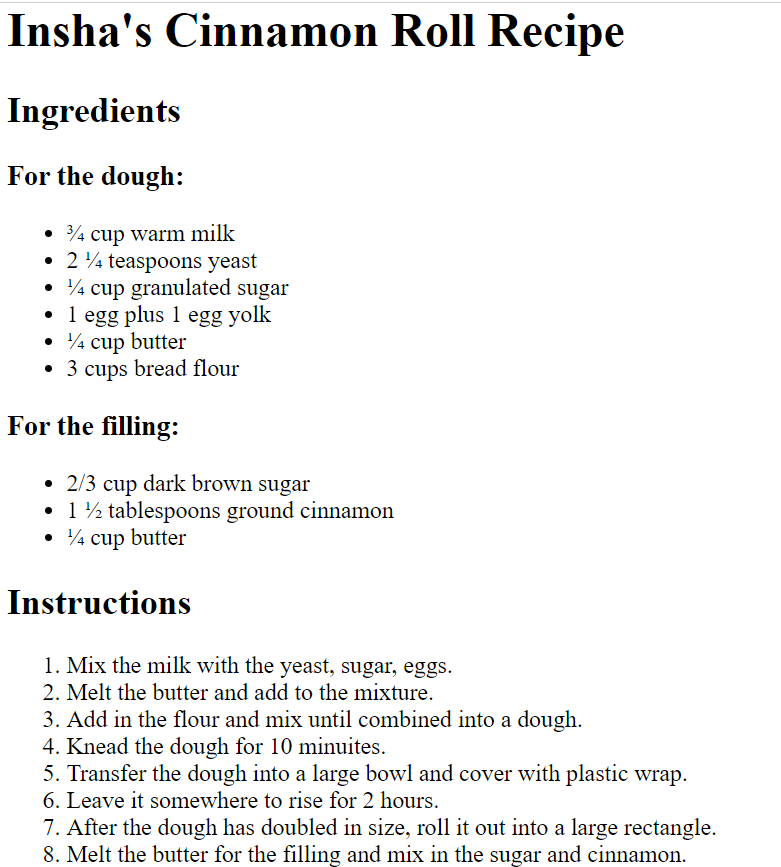 Insha's Cinnamon Roll Recipe
Ingredients
For the dough:
• ¾ cup warm milk
• 2 ¼ teaspoons yeast
• ¼ cup granulated sugar
• 1 egg plus 1 egg yolk
• ¼ cup butter
• 3 cups bread flour
For the filling:
• 2/3 cup dark brown sugar
• 1 ½ tablespoons ground cinnamon
• ¼ cup butter
Instructions
1. Mix the milk with the yeast, sugar, eggs.
2. Melt the butter and add to the mixture.
3. Add in the flour and mix until combined into a dough.
4. Knead the dough for 10 minuites.
5. Transfer the dough into a large bowl and cover with plastic wrap.
6. Leave it somewhere to rise for 2 hours.
7. After the dough has doubled in size, roll it out into a large rectangle.
8. Melt the butter for the filling and mix in the sugar and cinnamon.